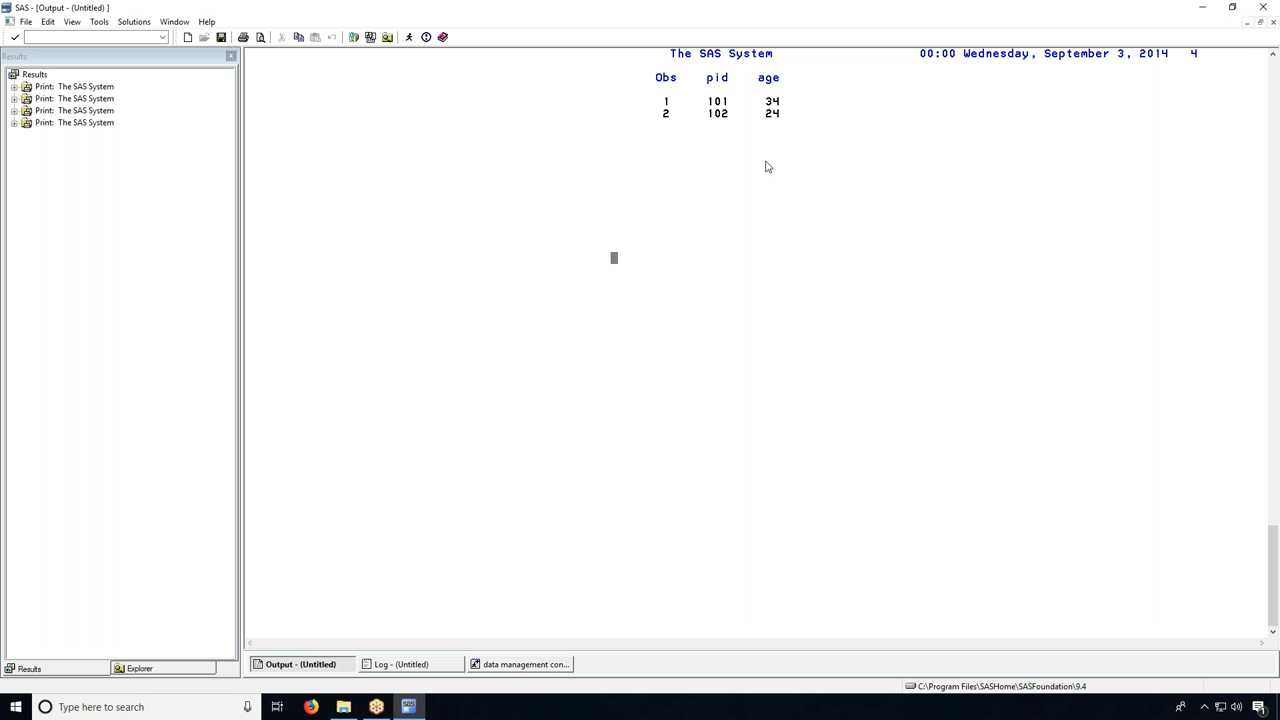 SAS - [Output - (Untitled) ]
File Edit View Tools Solutions Window Help
Results
The SAS System 00:00 Wednesday, September 3, 2014 4
Results
Obs pid age
Print: The SAS System
Print: The SAS System
1 101 34
Print: The SAS System
2 102 24
Print: The SAS System
Results Explorer
Output - (Untitled) Log - (Untitled) data management con...
C:\Program Files\SASHome\SASFoundation\9.4
Type here to search
SAS
1